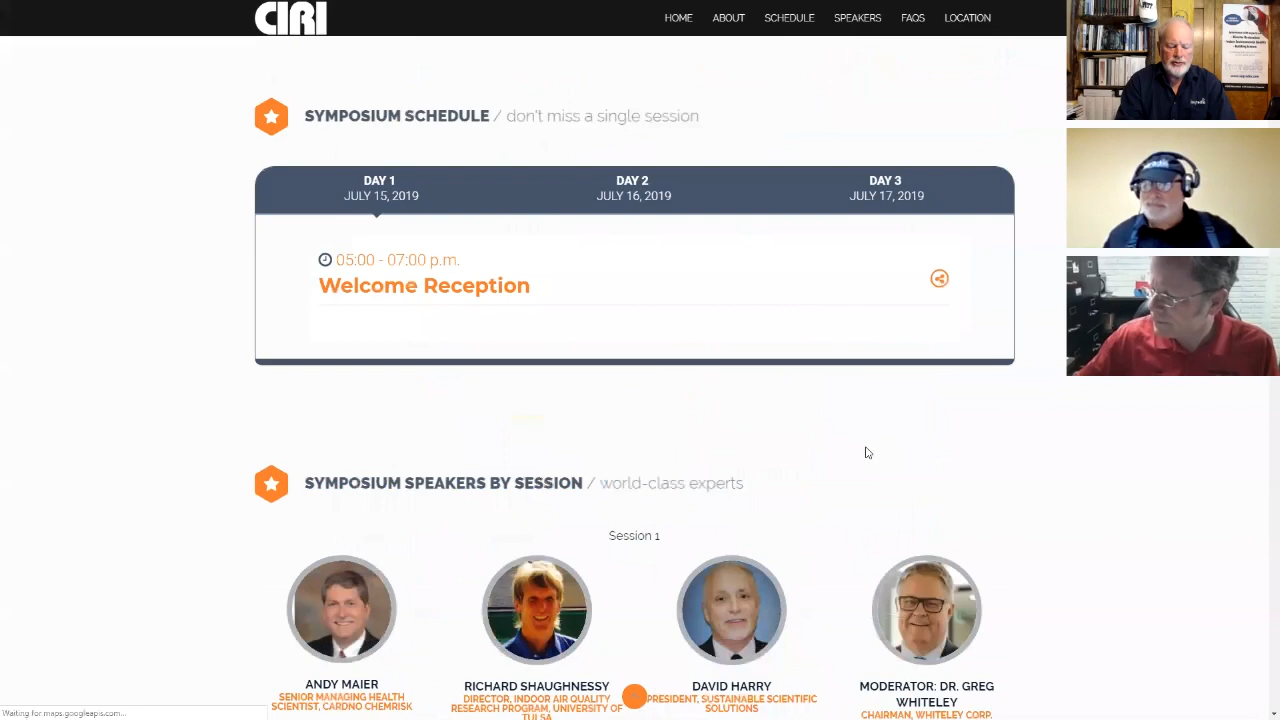 CIRI
HOME ABOUT SCHEDULE SPEAKERS FAQS LOCATION
SYMPOSIUM SCHEDULE / don't miss a single session
DAY 1
JULY 15, 2019
DAY 2
JULY 16, 2019
DAY 3
JULY 17, 2019
05:00 - 07:00 p.m.
Welcome Reception
SYMPOSIUM SPEAKERS BY SESSION / world-class experts
Session 1
ANDY MAIER
SENIOR MANAGING HEALTH
SCIENTIST, CARDNO CHEMRISK
RICHARD SHAUGHNESSY
DIRECTOR, INDOOR AIR QUALITY
RESEARCH PROGRAM, UNIVERSITY OF
TULSA
DAVID HARRY
PRESIDENT, SUSTAINABLE SCIENTIFIC
SOLUTIONS
MODERATOR: DR. GREG
WHITELEY
CHAIRMAN, WHITELEY CORP.
Waiting for maps.googleapis.com...